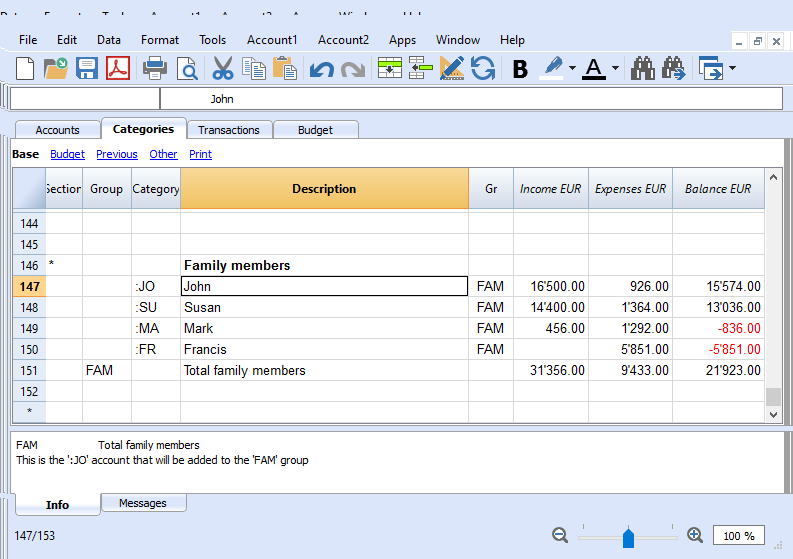 File Edit Data Format Tools Account1 Account2 Apps Window Help
B A
John
Accounts Categories Transactions Budget
Base Budget Previous Other Print
Section Group Category Description Gr Income EUR Expenses EUR Balance EUR
144
145
146 * Family members
147 :JO John FAM 16'500.00 926.00 15'574.00
148 :SU Susan FAM 14'400.00 1'364.00 13'036.00
149 :MA Mark FAM 456.00 1'292.00 -836.00
150 :FR Francis FAM 5'851.00 -5'851.00
151 FAM Total family members 31'356.00 9'433.00 21'923.00
152
*
FAM Total family members
This is the ':JO' account that will be added to the 'FAM' group
Info Messages
147/153 100 %